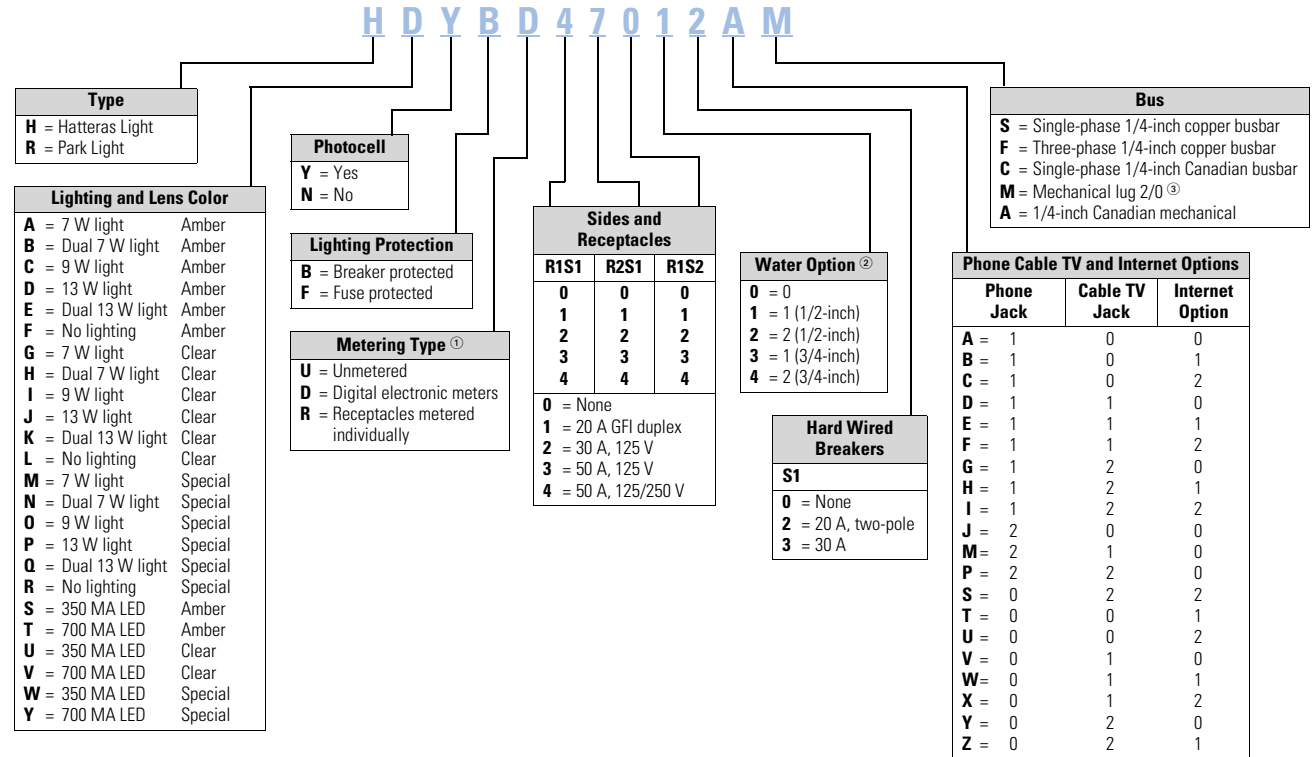 H D Y B D 4 7 0 1 2 A M
Type
H = Hatteras Light
R = Park Light
Lighting and Lens Color
A = 7 W light Amber
B = Dual 7 W light Amber
C = 9 W light Amber
D = 13 W light Amber
E = Dual 13 W light Amber
F = No lighting Amber
G = 7 W light Clear
H = Dual 7 W light Clear
I = 9 W light Clear
J = 13 W light Clear
K = Dual 13 W light Clear
L = No lighting Clear
M = 7 W light Special
N = Dual 7 W light Special
O = 9 W light Special
P = 13 W light Special
Q = Dual 13 W light Special
R = No lighting Special
S = 350 MA LED Amber
T = 700 MA LED Amber
U = 350 MA LED Clear
V = 700 MA LED Clear
W = 350 MA LED Special
Y = 700 MA LED Special
Photocell
Y = Yes
N = No
Lighting Protection
B = Breaker protected
F = Fuse protected
Metering Type ①
U = Unmetered
D = Digital electronic meters
R = Receptacles metered
individually
Sides and
Receptacles
R1S1 R2S1 R1S2
0 0 0
1 1 1
2 2 2
3 3 3
4 4 4
0 = None
1 = 20 A GFI duplex
2 = 30 A, 125 V
3 = 50 A, 125 V
4 = 50 A, 125/250 V
Water Option ②
0 = 0
1 = 1 (1/2-inch)
2 = 2 (1/2-inch)
3 = 1 (3/4-inch)
4 = 2 (3/4-inch)
Hard Wired
Breakers
S1
0 = None
2 = 20 A, two-pole
3 = 30 A
Bus
S = Single-phase 1/4-inch copper busbar
F = Three-phase 1/4-inch copper busbar
C = Single-phase 1/4-inch Canadian busbar
M = Mechanical lug 2/0 ③
A = 1/4-inch Canadian mechanical
Phone Cable TV and Internet Options
Phone Cable TV Internet
Jack Jack Option
A = 1 0 0
B = 1 0 1
C = 1 0 2
D = 1 1 0
E = 1 1 1
F = 1 1 2
G = 1 2 0
H = 1 2 1
I = 1 2 2
J = 2 0 0
M = 2 1 0
P = 2 2 0
S = 0 2 2
T = 0 0 1
U = 0 0 2
V = 0 1 0
W = 0 1 1
X = 0 1 2
Y = 0 2 0
Z = 0 2 1